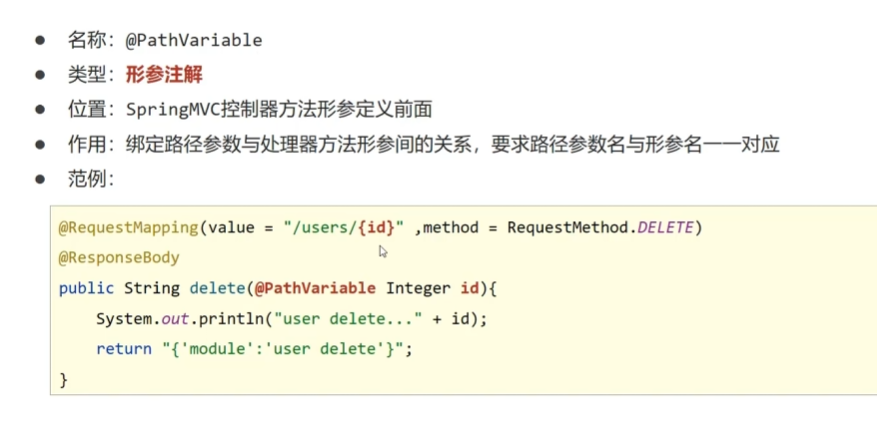 ● 名称：@PathVariable
● 类型：形参注解
● 位置：SpringMVC控制器方法形参定义前面
● 作用：绑定路径参数与处理器方法形参间的关系，要求路径参数名与形参名一一对应
● 范例：
@RequestMapping(value = "/users/{id}" ,method = RequestMethod.DELETE)
@ResponseBody
public String delete(@PathVariable Integer id){
    System.out.println("user delete..." + id);
    return "{'module':'user delete'}";
}